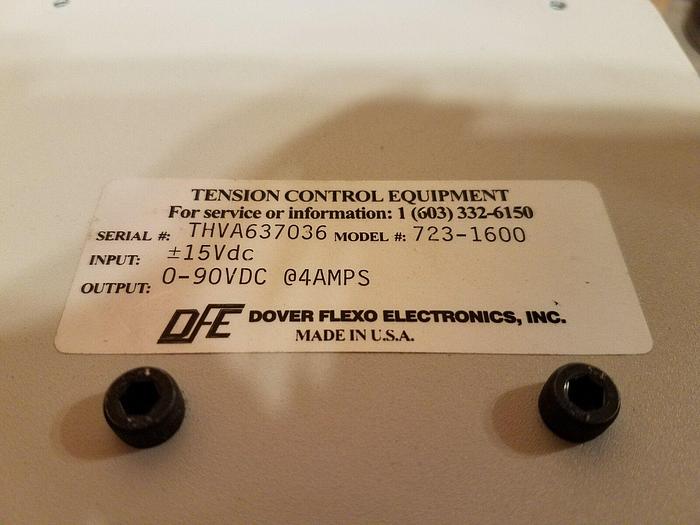 TENSION CONTROL EQUIPMENT
For service or information: 1 (603) 332-6150
SERIAL #: THVA637036 MODEL #: 723-1600
INPUT: ±15Vdc
OUTPUT: 0-90VDC @4AMPS
DFE DOVER FLEXO ELECTRONICS, INC.
MADE IN U.S.A.